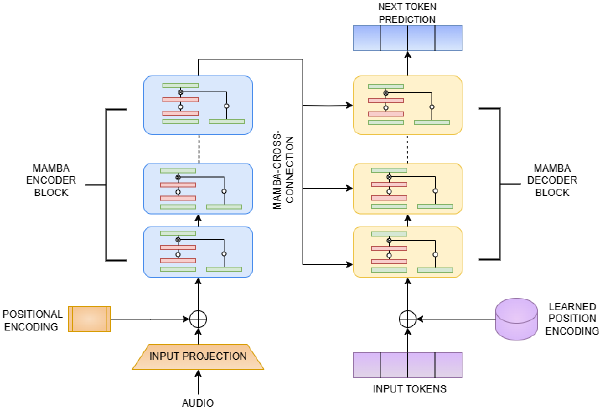 NEXT TOKEN
PREDICTION
MAMBA
ENCODER
BLOCK
MAMBA-CROSS-
CONNECTION
MAMBA
DECODER
BLOCK
POSITIONAL
ENCODING
LEARNED
POSITION
ENCODING
INPUT PROJECTION
INPUT TOKENS
AUDIO